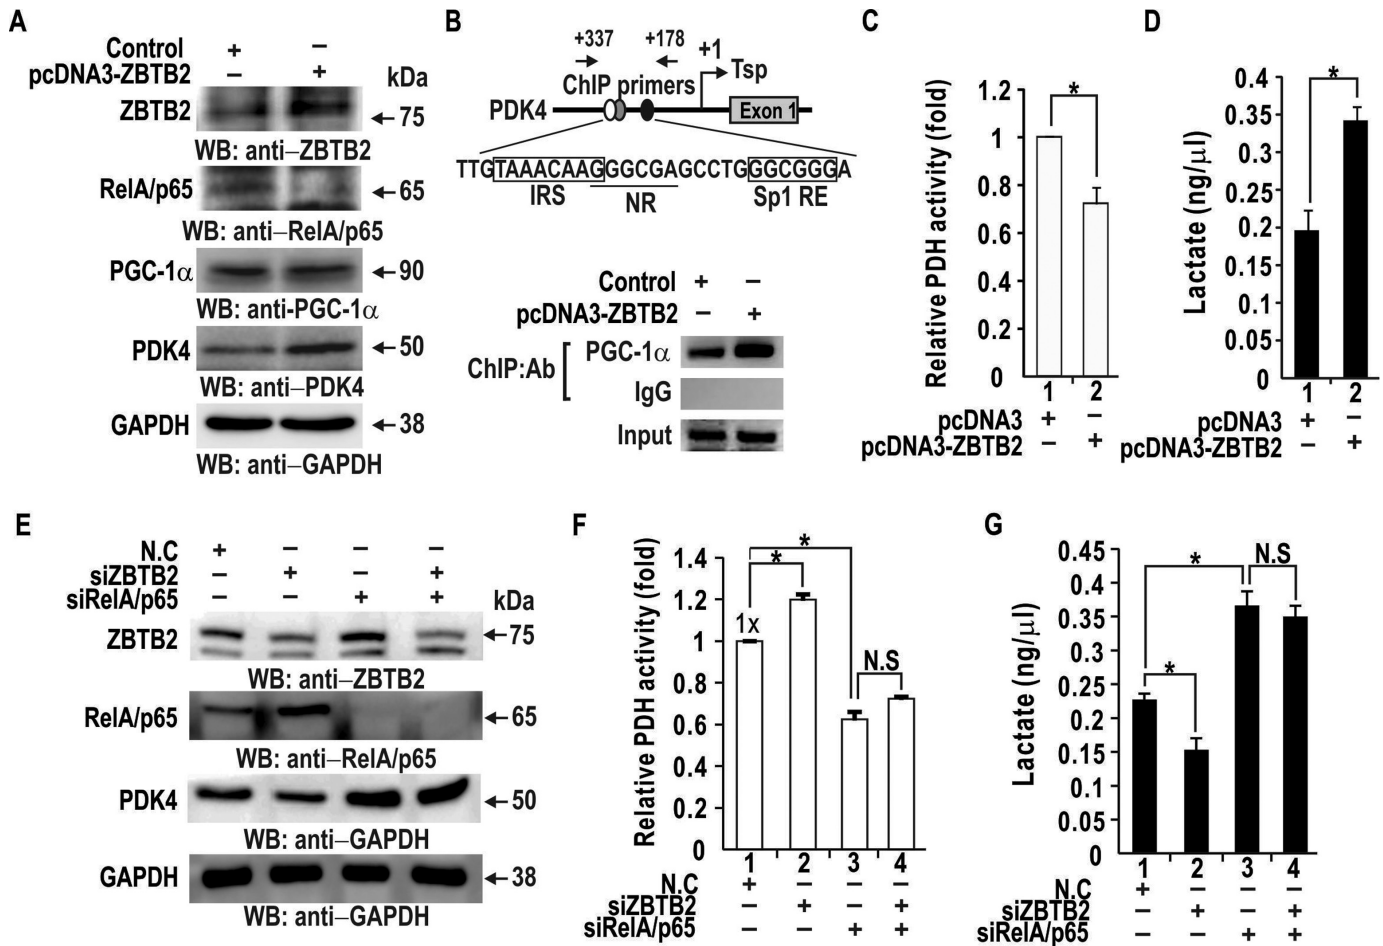 A
Control + −
pcDNA3-ZBTB2 − + kDa
ZBTB2 ←75
WB: anti−ZBTB2
RelA/p65 ←65
WB: anti−RelA/p65
PGC-1α ←90
WB: anti-PGC-1α
PDK4 ←50
WB: anti−PDK4
GAPDH ←38
WB: anti−GAPDH
B
+337 +178 +1
ChIP primers Tsp
PDK4 Exon 1
TTGTAAACAAGGGCGAGCCTGGGCGGGA
IRS NR Sp1 RE
Control + −
pcDNA3-ZBTB2 − +
ChIP:Ab
PGC-1α
IgG
Input
C
Relative PDH activity (fold)
1.2
1
0.8
0.6
0.4
0.2
0
*
1 2
pcDNA3 + −
pcDNA3-ZBTB2 − +
D
Lactate (ng/μl)
0.4
0.35
0.3
0.25
0.2
0.15
0.1
0.05
0
*
1 2
pcDNA3 + −
pcDNA3-ZBTB2 − +
E
N.C + − − −
siZBTB2 − + − +
siRelA/p65 − − + + kDa
ZBTB2 ←75
WB: anti−ZBTB2
RelA/p65 ←65
WB: anti−RelA/p65
PDK4 ←50
WB: anti−GAPDH
GAPDH ←38
WB: anti−GAPDH
F
Relative PDH activity (fold)
1.4
1.2
1
0.8
0.6
0.4
0.2
0
*
*
1x
N.S
1 2 3 4
N.C + − − −
siZBTB2 − + − +
siRelA/p65 − − + +
G
Lactate (ng/μl)
0.45
0.4
0.35
0.3
0.25
0.2
0.15
0.1
0.05
0
* N.S
*
1 2 3 4
N.C + − − −
siZBTB2 − + − +
siRelA/p65 − − + +